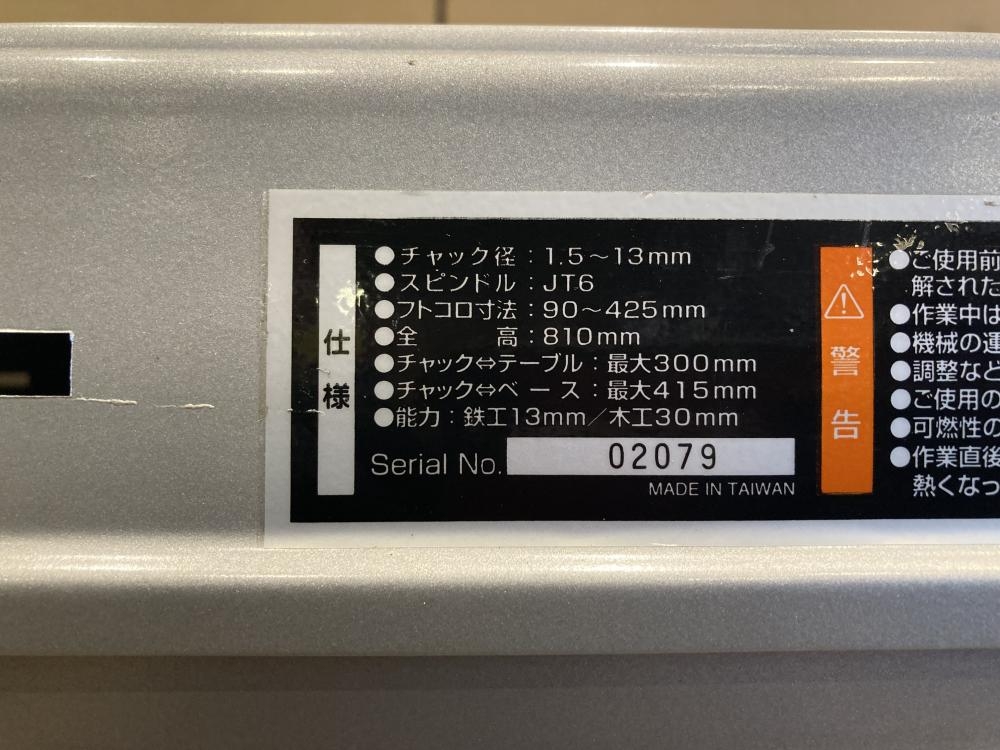 仕様
●チャック径：1.5～13mm
●スピンドル：JT6
●フトコロ寸法：90～425mm
●全　　　高：810mm
●チャック⇔テーブル：最大300mm
●チャック⇔ベース：最大415mm
●能力：鉄工13mm／木工30mm
Serial No. 02079
MADE IN TAIWAN
警告
●ご使用前
解された
●作業中は
●機械の運
●調整など
●ご使用の
●可燃性の
●作業直後
熱くなっ